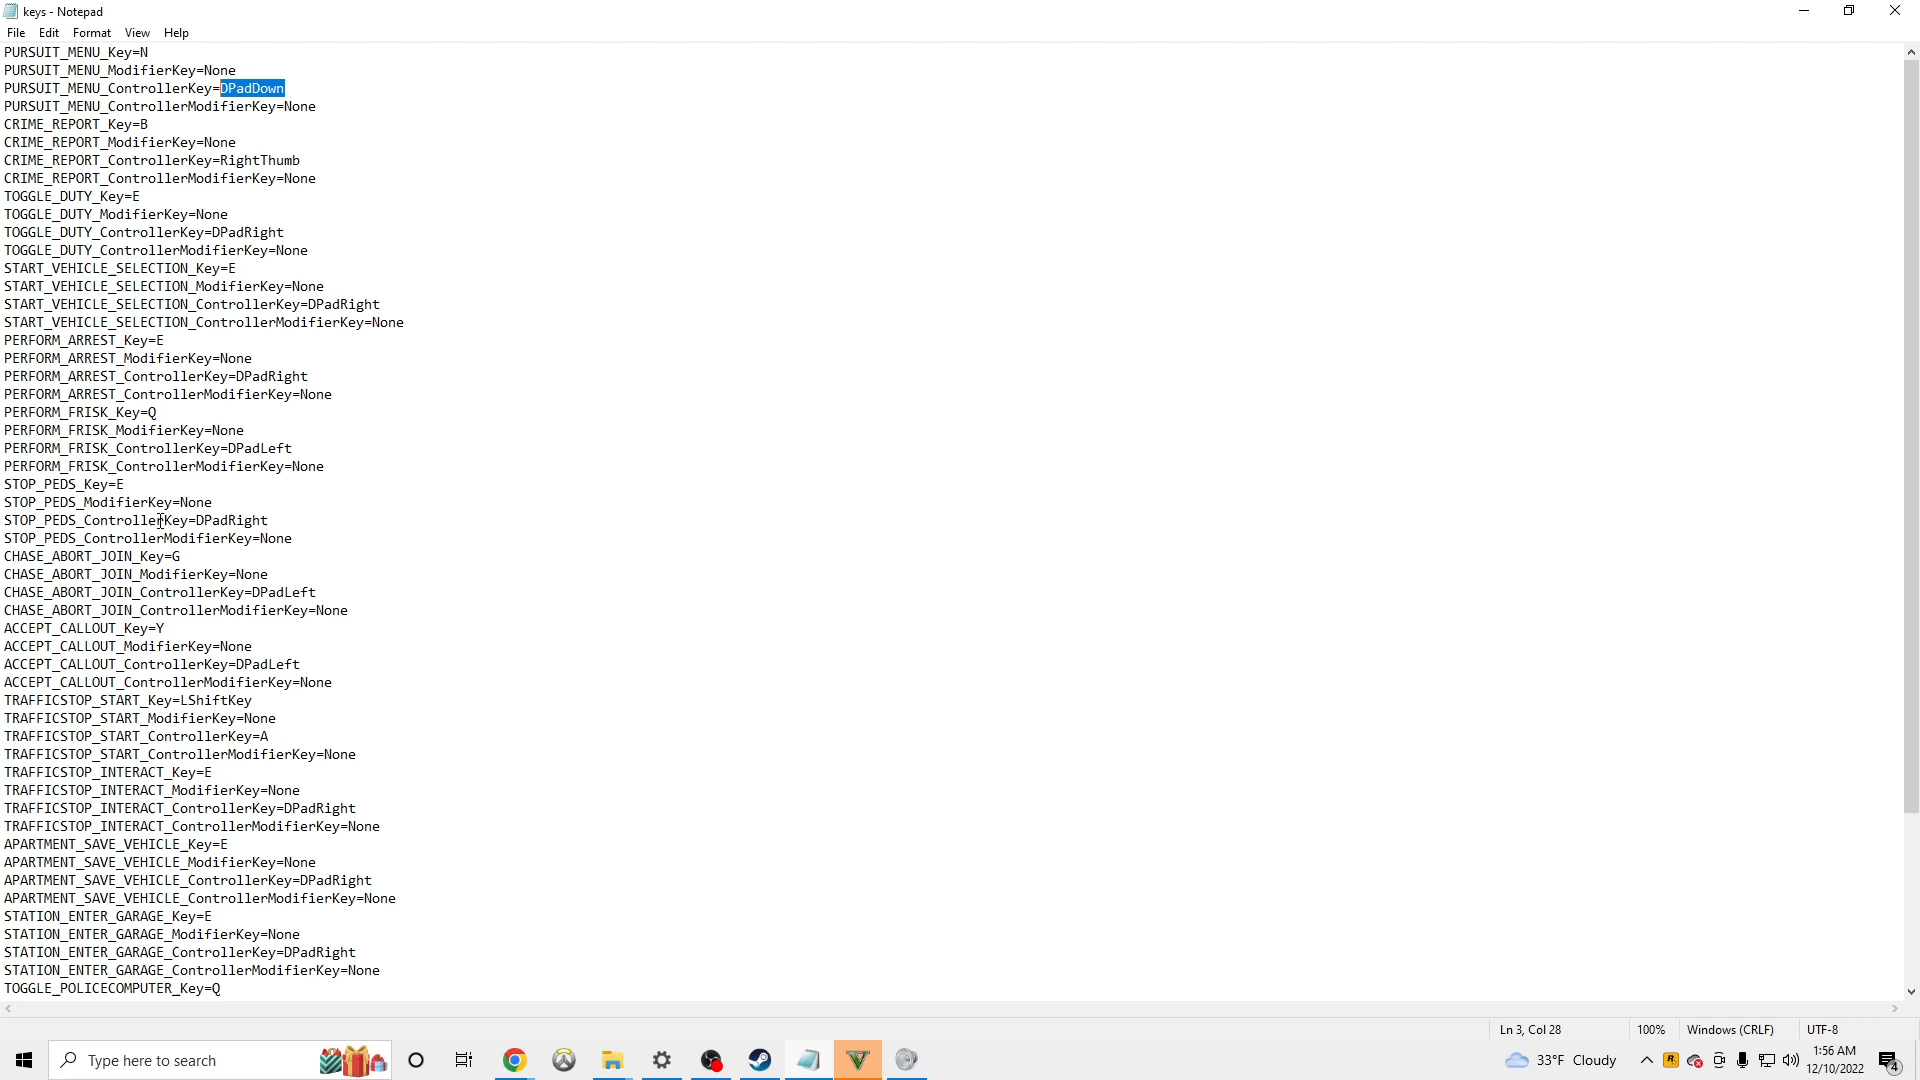 keys - Notepad
File Edit Format View Help
PURSUIT_MENU_Key=N
PURSUIT_MENU_ModifierKey=None
PURSUIT_MENU_ControllerKey=DPadDown
PURSUIT_MENU_ControllerModifierKey=None
CRIME_REPORT_Key=B
CRIME_REPORT_ModifierKey=None
CRIME_REPORT_ControllerKey=RightThumb
CRIME_REPORT_ControllerModifierKey=None
TOGGLE_DUTY_Key=E
TOGGLE_DUTY_ModifierKey=None
TOGGLE_DUTY_ControllerKey=DPadRight
TOGGLE_DUTY_ControllerModifierKey=None
START_VEHICLE_SELECTION_Key=E
START_VEHICLE_SELECTION_ModifierKey=None
START_VEHICLE_SELECTION_ControllerKey=DPadRight
START_VEHICLE_SELECTION_ControllerModifierKey=None
PERFORM_ARREST_Key=E
PERFORM_ARREST_ModifierKey=None
PERFORM_ARREST_ControllerKey=DPadRight
PERFORM_ARREST_ControllerModifierKey=None
PERFORM_FRISK_Key=Q
PERFORM_FRISK_ModifierKey=None
PERFORM_FRISK_ControllerKey=DPadLeft
PERFORM_FRISK_ControllerModifierKey=None
STOP_PEDS_Key=E
STOP_PEDS_ModifierKey=None
STOP_PEDS_ControllerKey=DPadRight
STOP_PEDS_ControllerModifierKey=None
CHASE_ABORT_JOIN_Key=G
CHASE_ABORT_JOIN_ModifierKey=None
CHASE_ABORT_JOIN_ControllerKey=DPadLeft
CHASE_ABORT_JOIN_ControllerModifierKey=None
ACCEPT_CALLOUT_Key=Y
ACCEPT_CALLOUT_ModifierKey=None
ACCEPT_CALLOUT_ControllerKey=DPadLeft
ACCEPT_CALLOUT_ControllerModifierKey=None
TRAFFICSTOP_START_Key=LShiftKey
TRAFFICSTOP_START_ModifierKey=None
TRAFFICSTOP_START_ControllerKey=A
TRAFFICSTOP_START_ControllerModifierKey=None
TRAFFICSTOP_INTERACT_Key=E
TRAFFICSTOP_INTERACT_ModifierKey=None
TRAFFICSTOP_INTERACT_ControllerKey=DPadRight
TRAFFICSTOP_INTERACT_ControllerModifierKey=None
APARTMENT_SAVE_VEHICLE_Key=E
APARTMENT_SAVE_VEHICLE_ModifierKey=None
APARTMENT_SAVE_VEHICLE_ControllerKey=DPadRight
APARTMENT_SAVE_VEHICLE_ControllerModifierKey=None
STATION_ENTER_GARAGE_Key=E
STATION_ENTER_GARAGE_ModifierKey=None
STATION_ENTER_GARAGE_ControllerKey=DPadRight
STATION_ENTER_GARAGE_ControllerModifierKey=None
TOGGLE_POLICECOMPUTER_Key=Q
Ln 3, Col 28 100% Windows (CRLF) UTF-8
Type here to search 33°F Cloudy 1:56 AM
12/10/2022 4